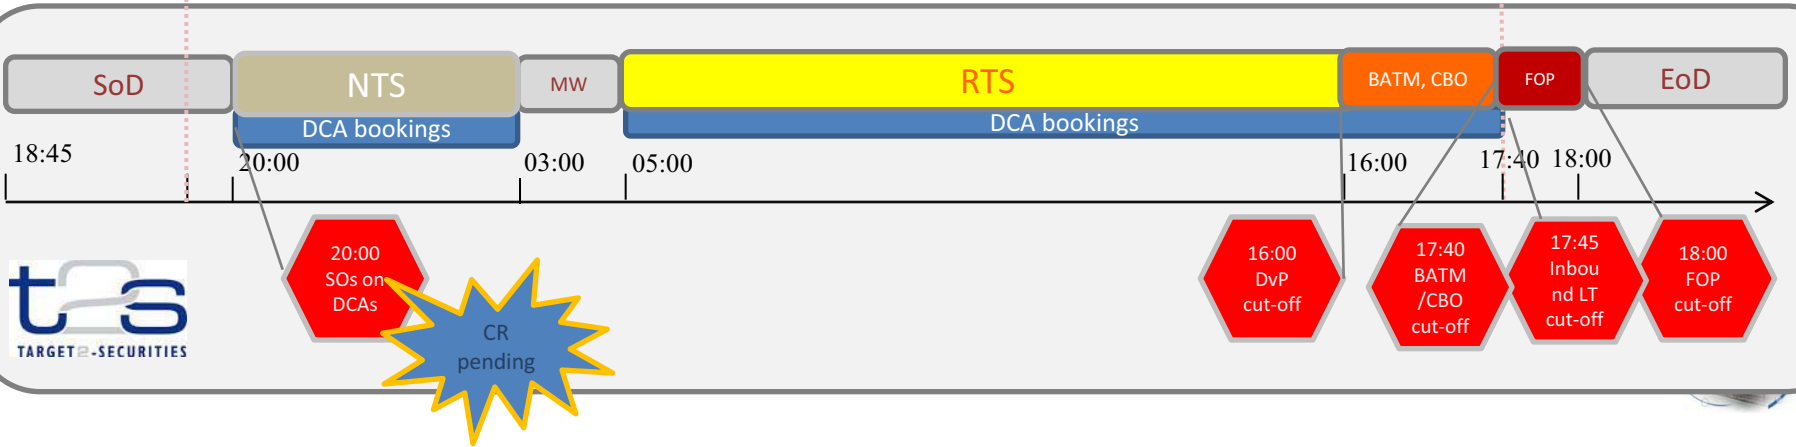 SoD
NTS
MW
RTS
BATM, CBO
FOP
EoD
DCA bookings
DCA bookings
18:45
20:00
03:00
05:00
16:00
17:40
18:00
20:00
SOs on
DCAs
CR
pending
16:00
DvP
cut-off
17:40
BATM
/CBO
cut-off
17:45
Inbou
nd LT
cut-off
18:00
FOP
cut-off
t2s
TARGET2-SECURITIES